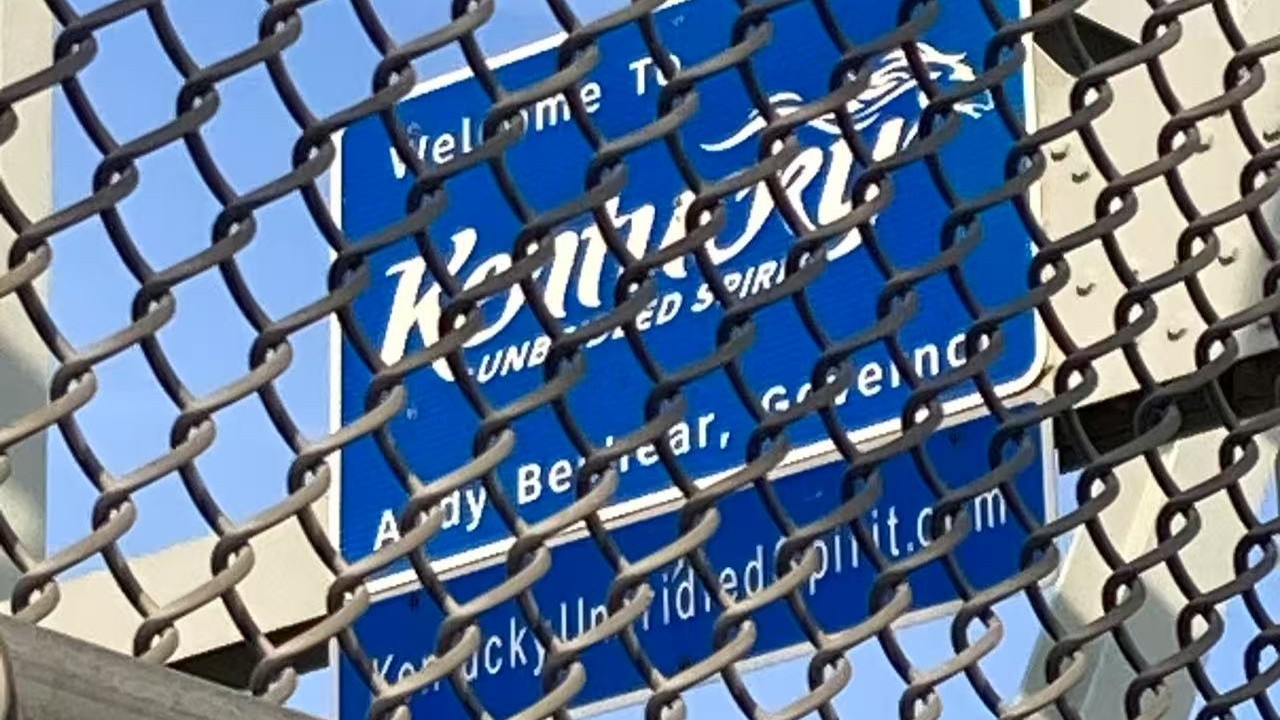 Welcome To
Kentucky
UNBRIDLED SPIRIT
Andy Beshear, Governor
KentuckyUnbridledSpirit.com